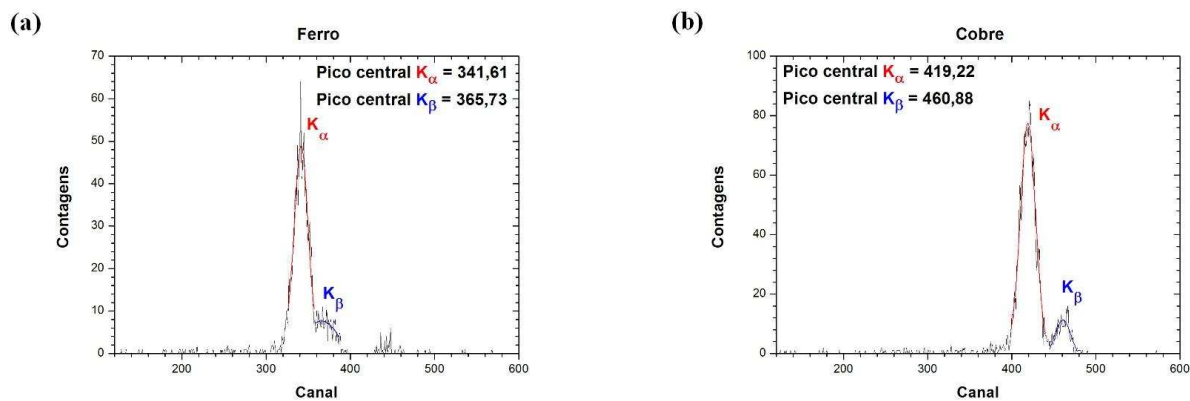 (a)
Ferro
Pico central Kα = 341,61
Pico central Kβ = 365,73
Kα
Kβ
70
60
50
40
30
20
10
0
Contagens
200 300 400 500 600
Canal
(b)
Cobre
Pico central Kα = 419,22
Pico central Kβ = 460,88
Kα
Kβ
100
80
60
40
20
0
Contagens
200 300 400 500 600
Canal